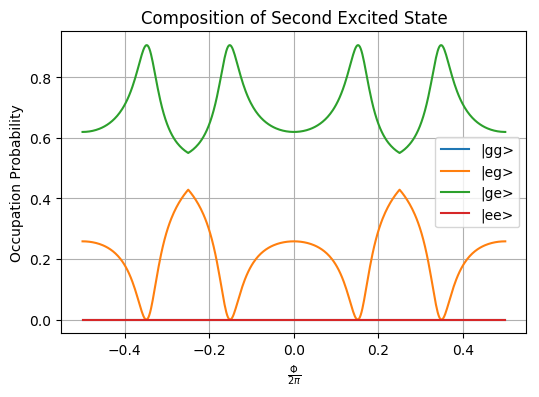 Composition of Second Excited State
Occupation Probability
0.8
0.6
0.4
0.2
0.0
|gg>
|eg>
|ge>
|ee>
−0.4
−0.2
0.0
0.2
0.4
Φ
2π